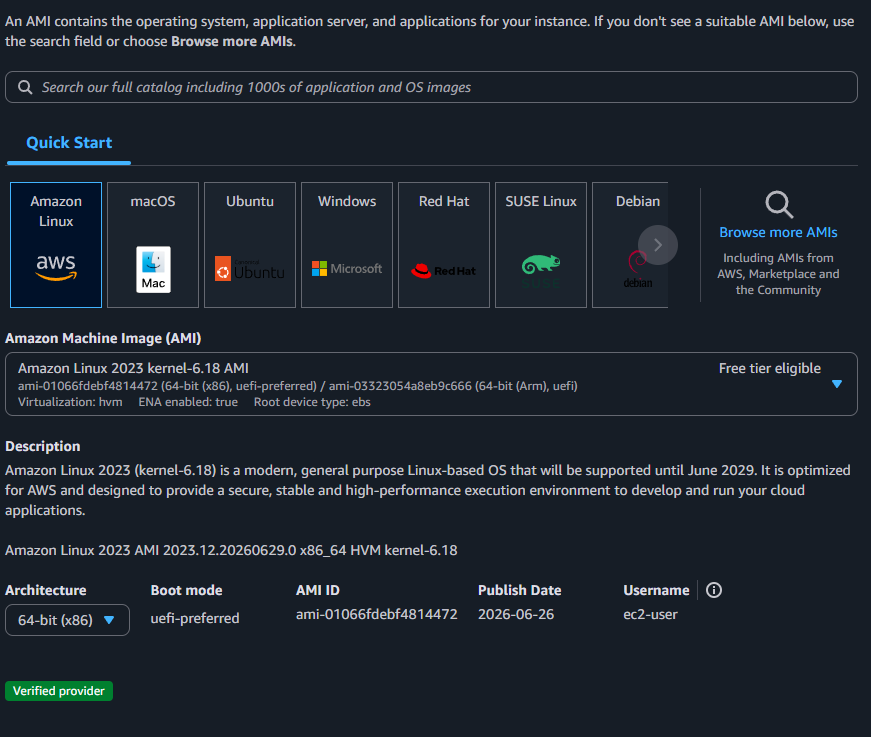 An AMI contains the operating system, application server, and applications for your instance. If you don't see a suitable AMI below, use
the search field or choose Browse more AMIs.
Search our full catalog including 1000s of application and OS images
Quick Start
Amazon
Linux
aws
macOS
Mac
Ubuntu
Ubuntu
Windows
Microsoft
Red Hat
Red Hat
SUSE Linux
SUSE
Debian
debian
Browse more AMIs
Including AMIs from
AWS, Marketplace and
the Community
Amazon Machine Image (AMI)
Amazon Linux 2023 kernel-6.18 AMI
Free tier eligible
ami-01066fdebf4814472 (64-bit (x86), uefi-preferred) / ami-03323054a8eb9c666 (64-bit (Arm), uefi)
Virtualization: hvm ENA enabled: true Root device type: ebs
Description
Amazon Linux 2023 (kernel-6.18) is a modern, general purpose Linux-based OS that will be supported until June 2029. It is optimized
for AWS and designed to provide a secure, stable and high-performance execution environment to develop and run your cloud
applications.
Amazon Linux 2023 AMI 2023.12.20260629.0 x86_64 HVM kernel-6.18
Architecture Boot mode AMI ID Publish Date Username
64-bit (x86) uefi-preferred ami-01066fdebf4814472 2026-06-26 ec2-user
Verified provider